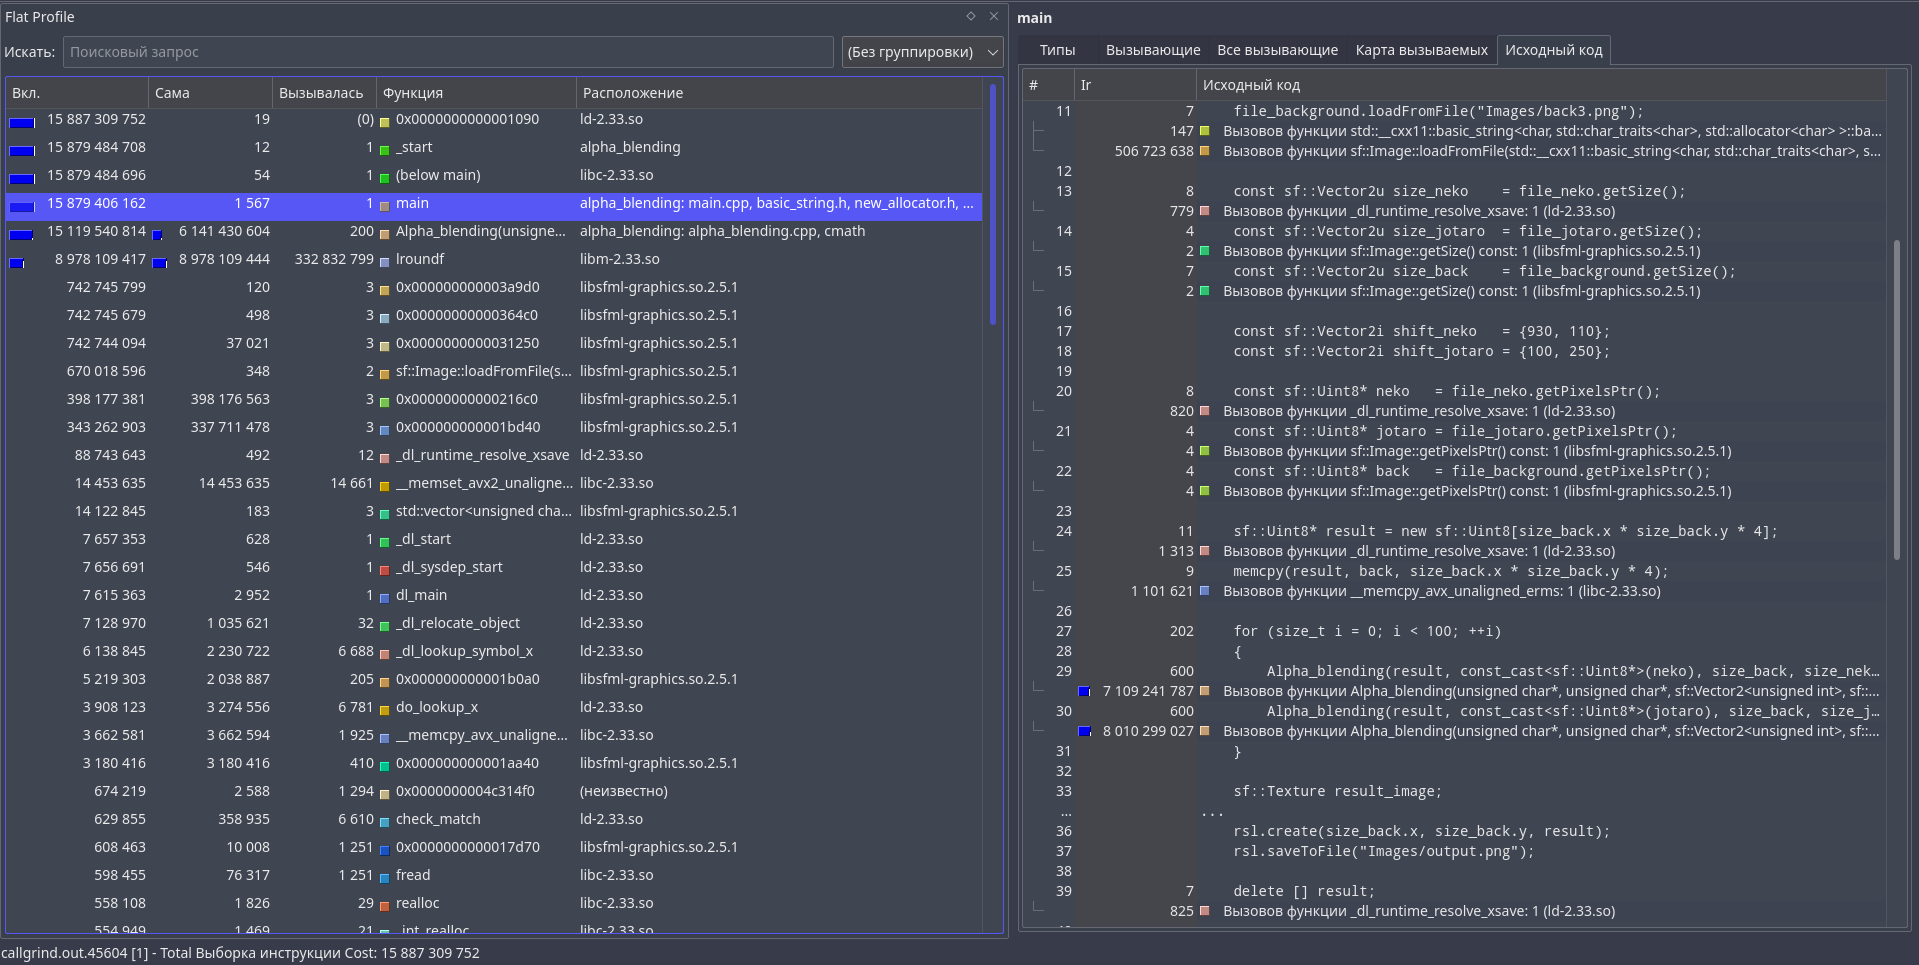 Flat Profile
Искать: Поисковый запрос (Без группировки)
Вкл. Сама Вызывалась Функция Расположение
15 887 309 752 19 (0) 0x0000000000001090 ld-2.33.so
15 879 484 708 12 1 _start alpha_blending
15 879 484 696 54 1 (below main) libc-2.33.so
15 879 406 162 1 567 1 main alpha_blending: main.cpp, basic_string.h, new_allocator.h, ...
15 119 540 814 6 141 430 604 200 Alpha_blending(unsigne... alpha_blending: alpha_blending.cpp, cmath
8 978 109 417 8 978 109 444 332 832 799 lroundf libm-2.33.so
742 745 799 120 3 0x000000000003a9d0 libsfml-graphics.so.2.5.1
742 745 679 498 3 0x00000000000364c0 libsfml-graphics.so.2.5.1
742 744 094 37 021 3 0x0000000000031250 libsfml-graphics.so.2.5.1
670 018 596 348 2 sf::Image::loadFromFile(s... libsfml-graphics.so.2.5.1
398 177 381 398 176 563 3 0x00000000000216c0 libsfml-graphics.so.2.5.1
343 262 903 337 711 478 3 0x000000000001bd40 libsfml-graphics.so.2.5.1
88 743 643 492 12 _dl_runtime_resolve_xsave ld-2.33.so
14 453 635 14 453 635 14 661 __memset_avx2_unaligne... libc-2.33.so
14 122 845 183 3 std::vector<unsigned cha... libsfml-graphics.so.2.5.1
7 657 353 628 1 _dl_start ld-2.33.so
7 656 691 546 1 _dl_sysdep_start ld-2.33.so
7 615 363 2 952 1 dl_main ld-2.33.so
7 128 970 1 035 621 32 _dl_relocate_object ld-2.33.so
6 138 845 2 230 722 6 688 _dl_lookup_symbol_x ld-2.33.so
5 219 303 2 038 887 205 0x000000000001b0a0 libsfml-graphics.so.2.5.1
3 908 123 3 274 556 6 781 do_lookup_x ld-2.33.so
3 662 581 3 662 594 1 925 __memcpy_avx_unaligne... libc-2.33.so
3 180 416 3 180 416 410 0x000000000001aa40 libsfml-graphics.so.2.5.1
674 219 2 588 1 294 0x0000000004c314f0 (неизвестно)
629 855 358 935 6 610 check_match ld-2.33.so
608 463 10 008 1 251 0x0000000000017d70 libsfml-graphics.so.2.5.1
598 455 76 317 1 251 fread libc-2.33.so
558 108 1 826 29 realloc libc-2.33.so
554 949 1 469 21 _int_realloc libc-2.33.so
callgrind.out.45604 [1] - Total Выборка инструкции Cost: 15 887 309 752
main
Типы Вызывающие Все вызывающие Карта вызываемых Исходный код
# Ir Исходный код
11 7 file_background.loadFromFile("Images/back3.png");
147 Вызовов функции std::__cxx11::basic_string<char, std::char_traits<char>, std::allocator<char> >::ba...
506 723 638 Вызовов функции sf::Image::loadFromFile(std::__cxx11::basic_string<char, std::char_traits<char>, s...
12
13 8 const sf::Vector2u size_neko = file_neko.getSize();
779 Вызовов функции _dl_runtime_resolve_xsave: 1 (ld-2.33.so)
14 4 const sf::Vector2u size_jotaro = file_jotaro.getSize();
2 Вызовов функции sf::Image::getSize() const: 1 (libsfml-graphics.so.2.5.1)
15 7 const sf::Vector2u size_back = file_background.getSize();
2 Вызовов функции sf::Image::getSize() const: 1 (libsfml-graphics.so.2.5.1)
16
17 const sf::Vector2i shift_neko = {930, 110};
18 const sf::Vector2i shift_jotaro = {100, 250};
19
20 8 const sf::Uint8* neko = file_neko.getPixelsPtr();
820 Вызовов функции _dl_runtime_resolve_xsave: 1 (ld-2.33.so)
21 4 const sf::Uint8* jotaro = file_jotaro.getPixelsPtr();
4 Вызовов функции sf::Image::getPixelsPtr() const: 1 (libsfml-graphics.so.2.5.1)
22 4 const sf::Uint8* back = file_background.getPixelsPtr();
4 Вызовов функции sf::Image::getPixelsPtr() const: 1 (libsfml-graphics.so.2.5.1)
23
24 11 sf::Uint8* result = new sf::Uint8[size_back.x * size_back.y * 4];
1 313 Вызовов функции _dl_runtime_resolve_xsave: 1 (ld-2.33.so)
25 9 memcpy(result, back, size_back.x * size_back.y * 4);
1 101 621 Вызовов функции __memcpy_avx_unaligned_erms: 1 (libc-2.33.so)
26
27 202 for (size_t i = 0; i < 100; ++i)
28 {
29 600 Alpha_blending(result, const_cast<sf::Uint8*>(neko), size_back, size_nek...
7 109 241 787 Вызовов функции Alpha_blending(unsigned char*, unsigned char*, sf::Vector2<unsigned int>, sf::...
30 600 Alpha_blending(result, const_cast<sf::Uint8*>(jotaro), size_back, size_j...
8 010 299 027 Вызовов функции Alpha_blending(unsigned char*, unsigned char*, sf::Vector2<unsigned int>, sf::...
31 }
32
33 sf::Texture result_image;
... ...
36 rsl.create(size_back.x, size_back.y, result);
37 rsl.saveToFile("Images/output.png");
38
39 7 delete [] result;
825 Вызовов функции _dl_runtime_resolve_xsave: 1 (ld-2.33.so)